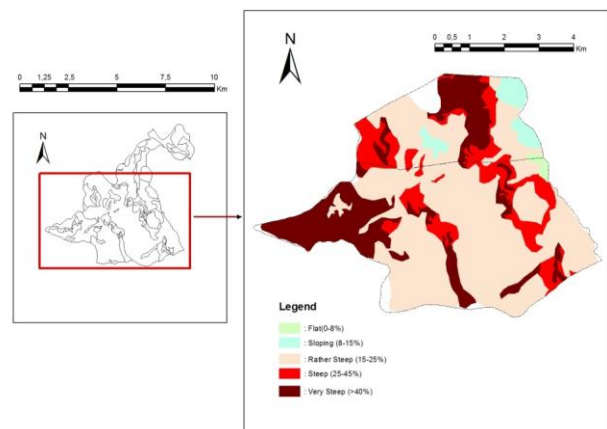 0 1,25 2,5 5 7,5 10
Km
N
0 0,5 1 2 3 4
Km
N
Legend
: Flat(0-8%)
: Sloping (8-15%)
: Rather Steep (15-25%)
: Steep (25-45%)
: Very Steep (>40%)